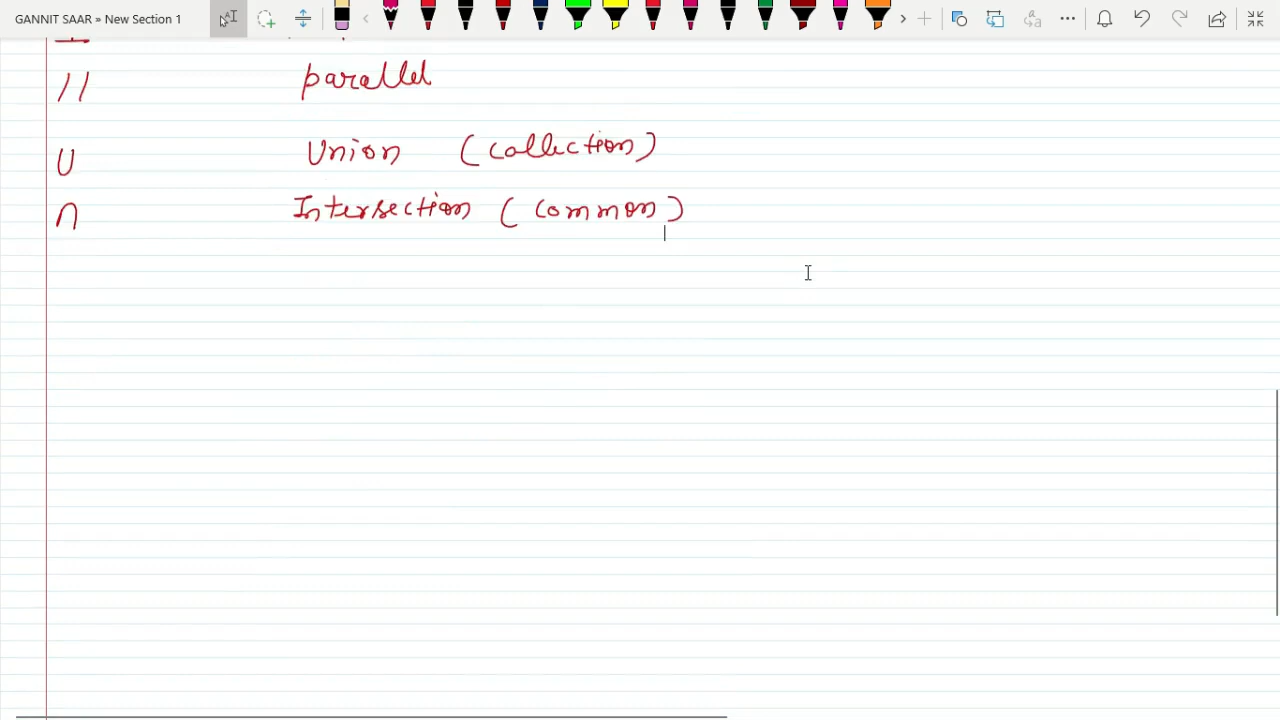 GANNIT SAAR » New Section 1
// parallel
∪ Union (collection)
∩ Intersection (common)